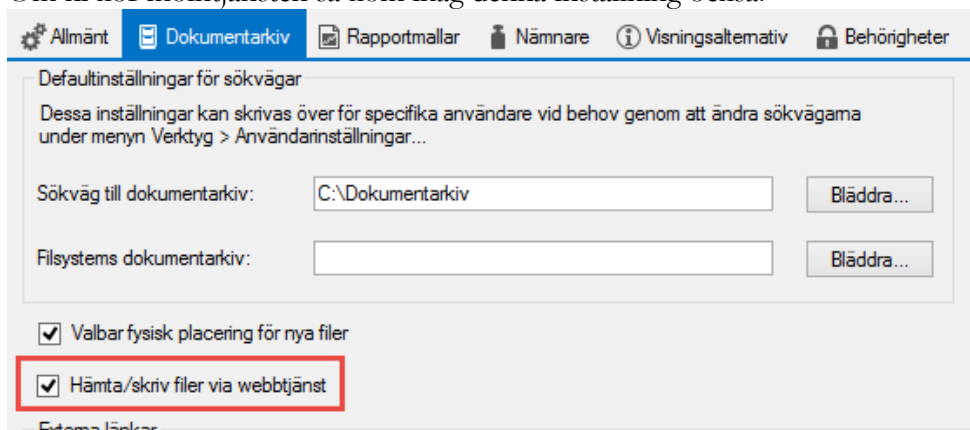 Allmänt Dokumentarkiv Rapportmallar Nämnare Visningsalternativ Behörigheter
Defaultinställningar för sökvägar
Dessa inställningar kan skrivas över för specifika användare vid behov genom att ändra sökvägarna
under menyn Verktyg > Användarinställningar...
Sökväg till dokumentarkiv: C:\Dokumentarkiv Bläddra...
Filsystems dokumentarkiv: Bläddra...
Valbar fysisk placering för nya filer
Hämta/skriv filer via webbtjänst
Externa länkar